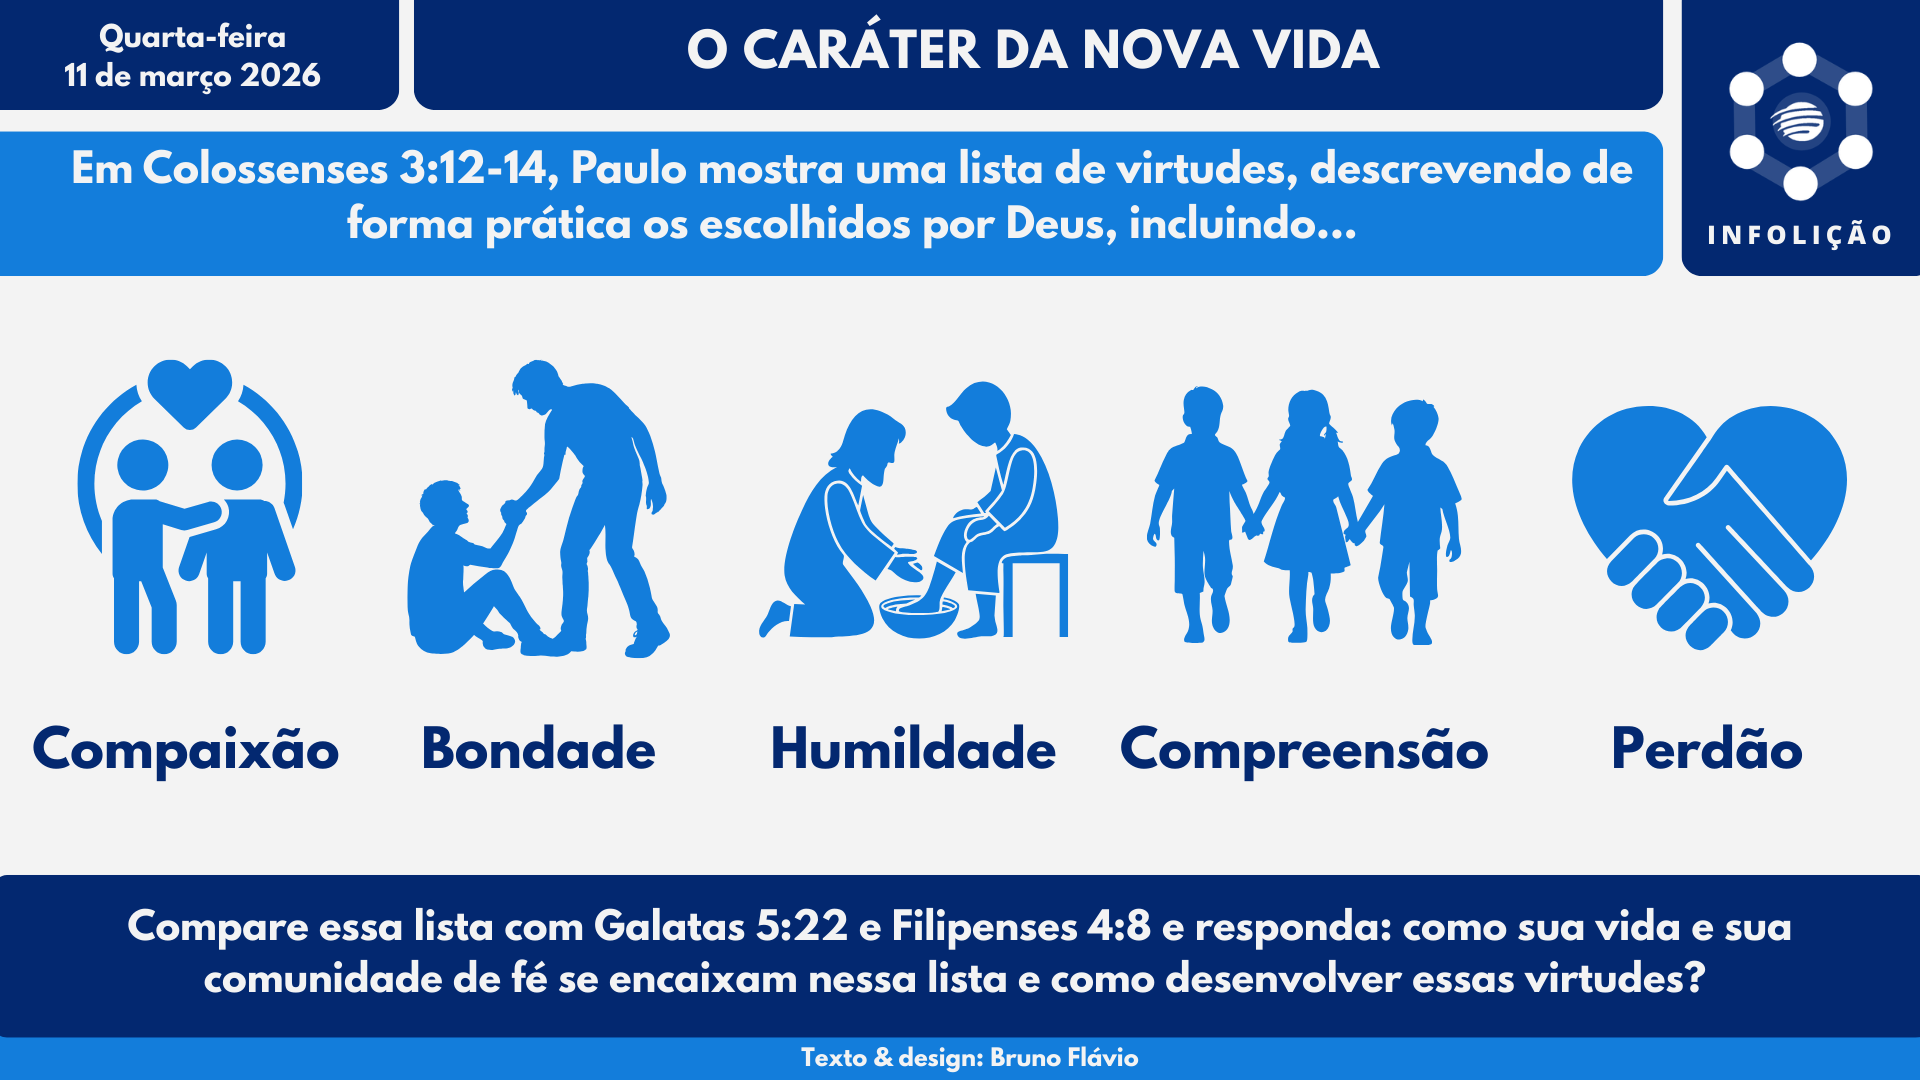 Quarta-feira
11 de março 2026
O CARÁTER DA NOVA VIDA
INFOLIÇÃO
Em Colossenses 3:12-14, Paulo mostra uma lista de virtudes, descrevendo de
forma prática os escolhidos por Deus, incluindo...
Compaixão
Bondade
Humildade
Compreensão
Perdão
Compare essa lista com Galatas 5:22 e Filipenses 4:8 e responda: como sua vida e sua
comunidade de fé se encaixam nessa lista e como desenvolver essas virtudes?
Texto & design: Bruno Flávio